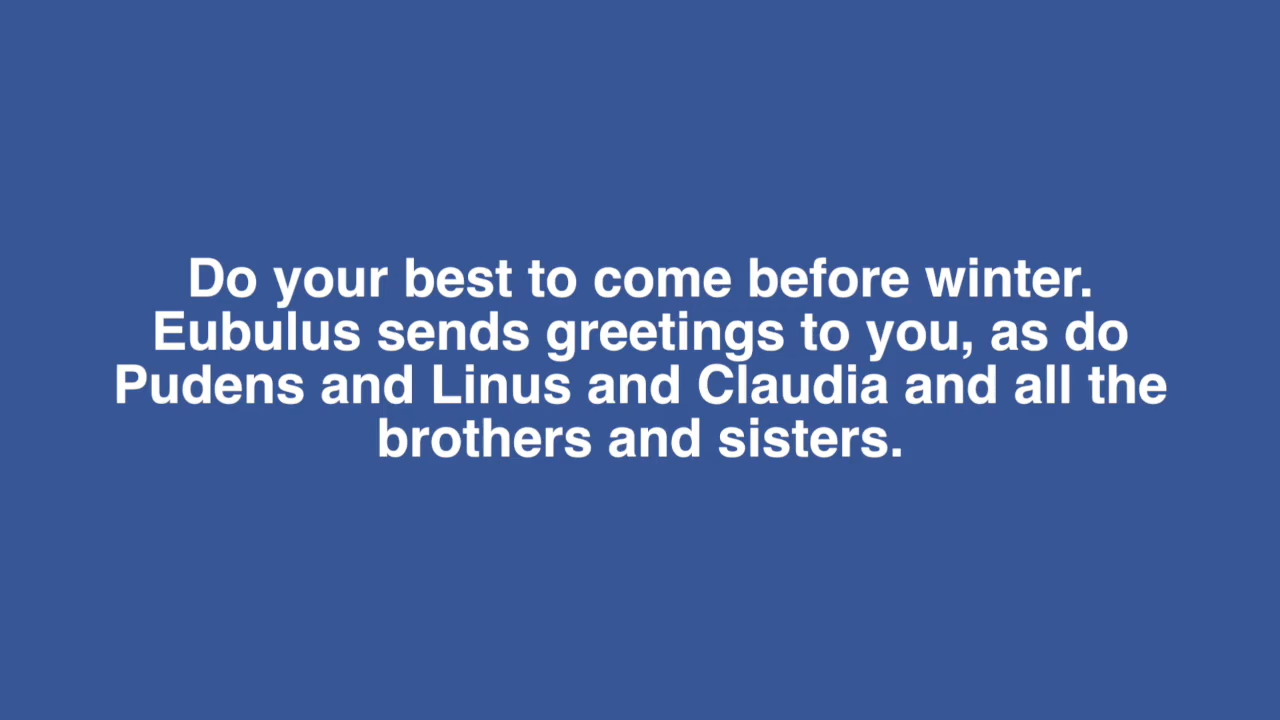 Do your best to come before winter.
Eubulus sends greetings to you, as do
Pudens and Linus and Claudia and all the
brothers and sisters.